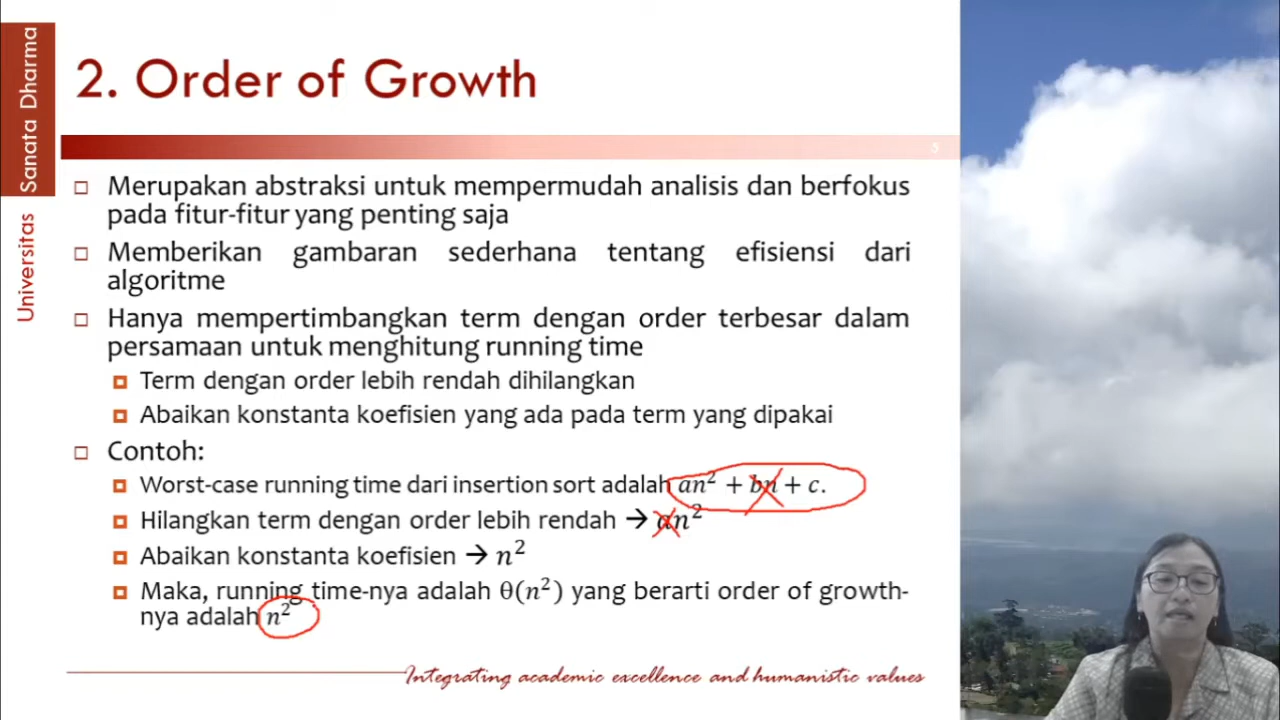 Universitas Sanata Dharma
2. Order of Growth
5
Merupakan abstraksi untuk mempermudah analisis dan berfokus
pada fitur-fitur yang penting saja
Memberikan gambaran sederhana tentang efisiensi dari
algoritme
Hanya mempertimbangkan term dengan order terbesar dalam
persamaan untuk menghitung running time
Term dengan order lebih rendah dihilangkan
Abaikan konstanta koefisien yang ada pada term yang dipakai
Contoh:
Worst-case running time dari insertion sort adalah an² + bn + c.
Hilangkan term dengan order lebih rendah → an²
Abaikan konstanta koefisien → n²
Maka, running time-nya adalah θ(n²) yang berarti order of growth-
nya adalah n²
Integrating academic excellence and humanistic values